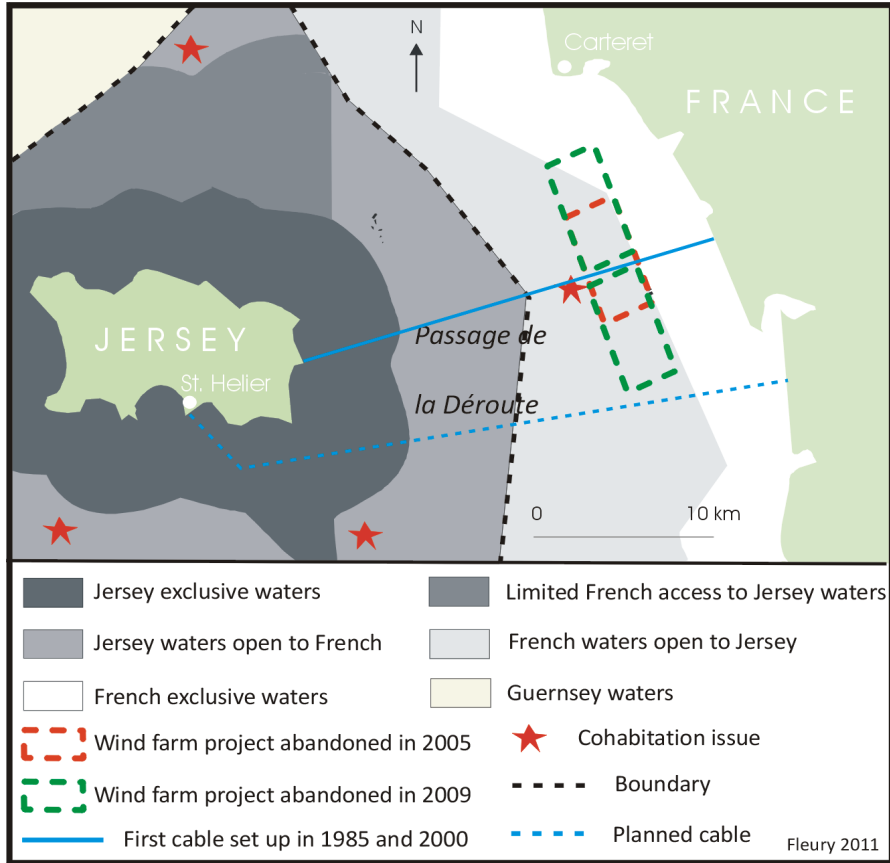 N
Carteret
FRANCE
JERSEY
Passage de
St. Helier
la Déroute
0 10 km
Jersey exclusive waters
Limited French access to Jersey waters
Jersey waters open to French
French waters open to Jersey
French exclusive waters
Guernsey waters
Wind farm project abandoned in 2005
Cohabitation issue
Wind farm project abandoned in 2009
Boundary
First cable set up in 1985 and 2000
Planned cable
Fleury 2011